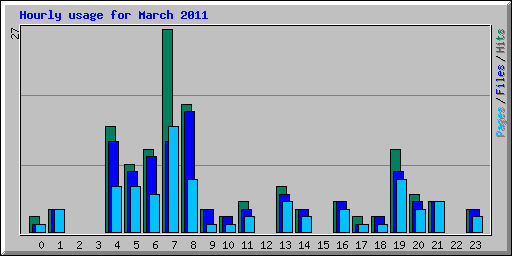 Hourly usage for March 2011
27
Pages / Files / Hits
0 1 2 3 4 5 6 7 8 9 10 11 12 13 14 15 16 17 18 19 20 21 22 23